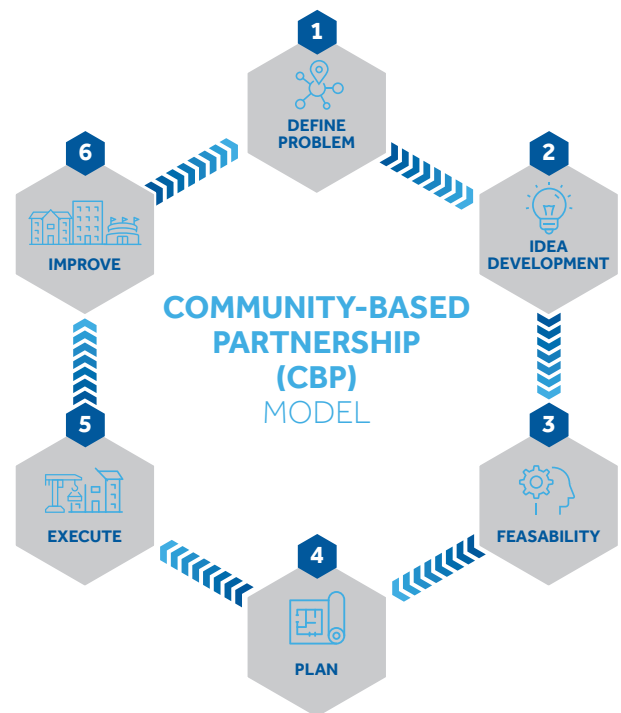 1
DEFINE
PROBLEM
2
IDEA
DEVELOPMENT
3
FEASABILITY
4
PLAN
5
EXECUTE
6
IMPROVE
COMMUNITY-BASED
PARTNERSHIP
(CBP)
MODEL